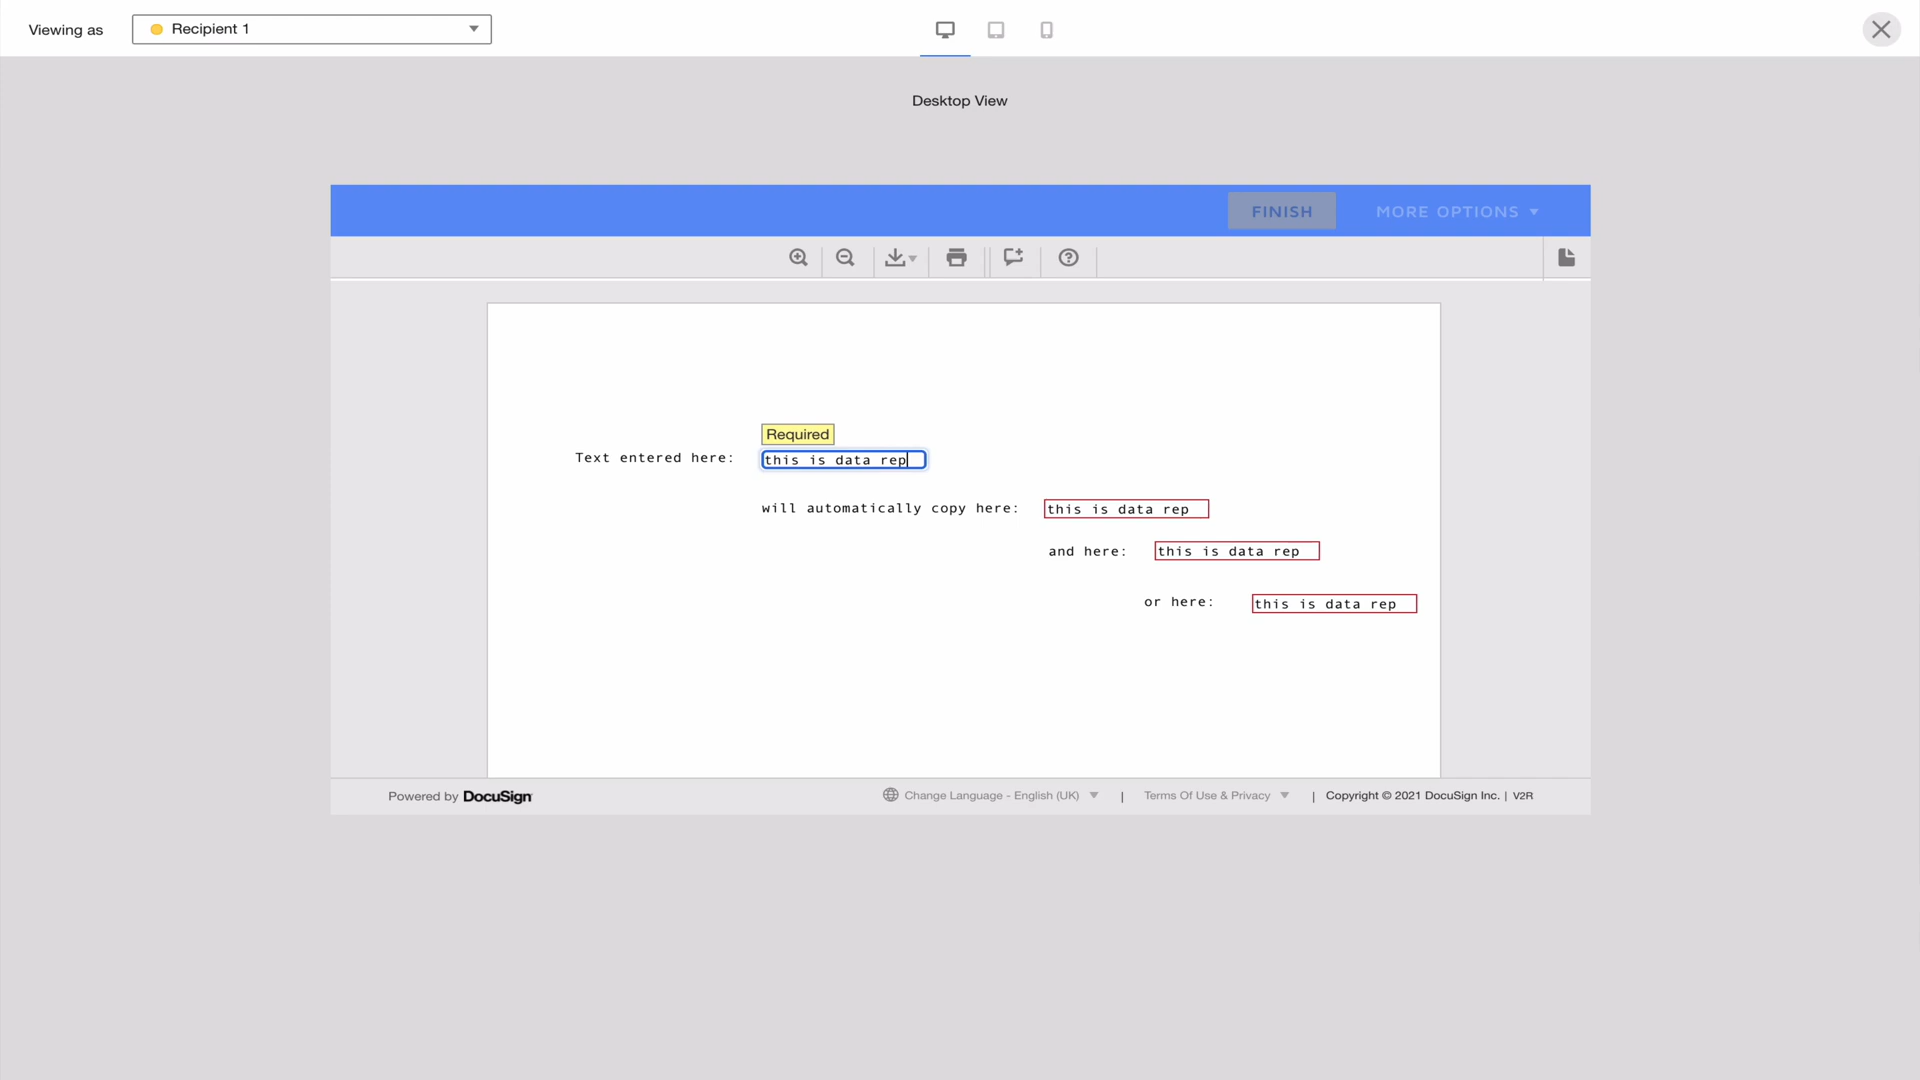 Viewing as Recipient 1
Desktop View
FINISH MORE OPTIONS
Required
Text entered here: this is data rep
will automatically copy here: this is data rep
and here: this is data rep
or here: this is data rep
Powered by DocuSign Change Language - English (UK) | Terms Of Use & Privacy | Copyright © 2021 DocuSign Inc. | V2R